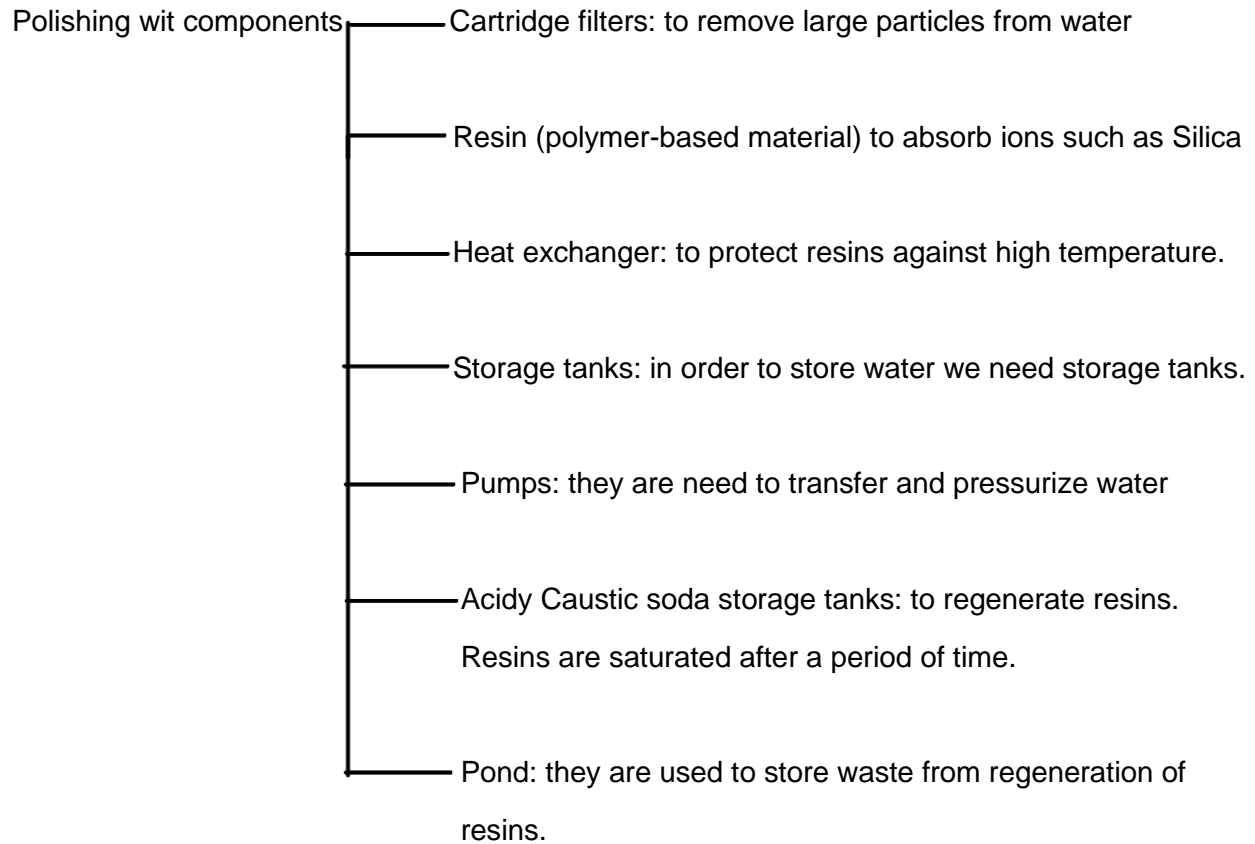 Polishing wit components
Cartridge filters: to remove large particles from water
Resin (polymer-based material) to absorb ions such as Silica
Heat exchanger: to protect resins against high temperature.
Storage tanks: in order to store water we need storage tanks.
Pumps: they are need to transfer and pressurize water
Acidy Caustic soda storage tanks: to regenerate resins.
Resins are saturated after a period of time.
Pond: they are used to store waste from regeneration of
resins.